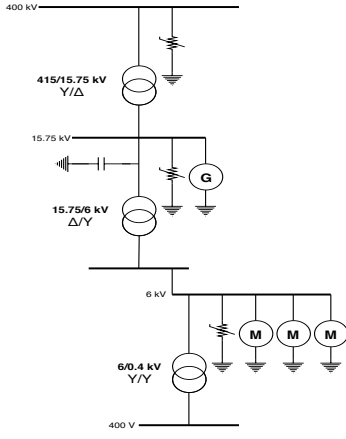 400 kV
415/15.75 kV
Y/Δ
15.75 kV
G
15.75/6 kV
Δ/Y
6 kV
M M M
6/0.4 kV
Y/Y
400 V